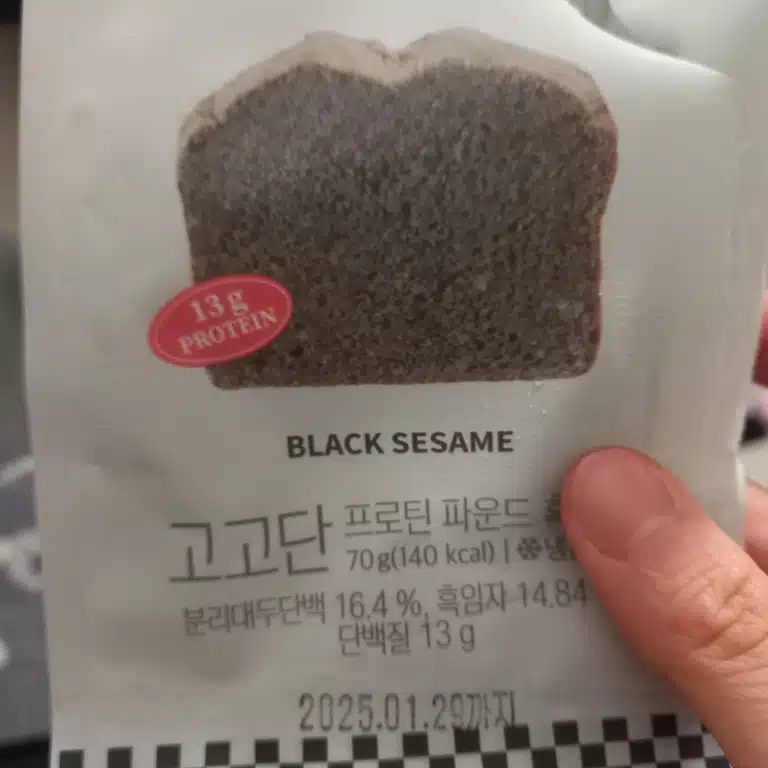 13g
PROTEIN
BLACK SESAME
고고단 프로틴 파운드
70g(140 kcal) | 냉
분리대두단백 16,4 %, 흑임자 14.84
단백질 13 g
2025.01.29까지